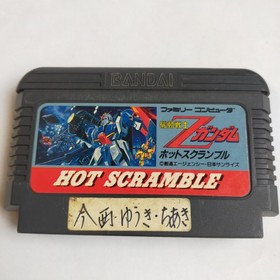 BANDAI
ファミリーコンピュータ
機動戦士
Zガンダム
ホットスクランブル
©創通エージェンシー・日本サンライズ
HOT SCRAMBLE
今西・ゆうき・ちあき